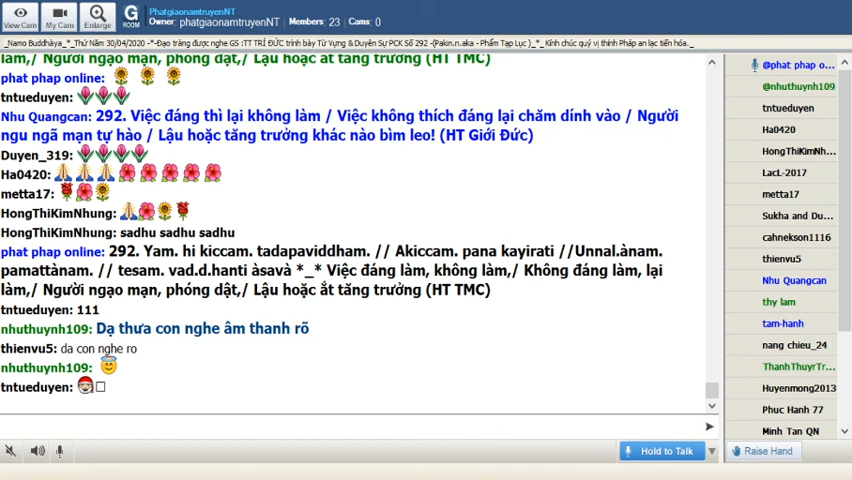 PhatgiaonamtruyenNT
Owner: phatgiaonamtruyenNT | Members: 23 | Cams: 0
View Cam
My Cam
Enlarge
G
ROOM
_Namo Buddhàya_*_Thứ Năm 30/04/2020 -*-Đạo tràng được nghe GS :TT TRÍ ĐỨC trình bày Từ Vựng & Duyên Sự PCK Số 292 -(Pakin.n.aka - Phẩm Tạp Lục )_*_ Kính chúc quý vị thính Pháp an lạc tiến hóa._
làm,/ Người ngạo mạn, phóng dật,/ Lậu hoặc ắt tăng trưởng (HT TMC)
phat phap online:
tntueduyen:
Nhu Quangcan: 292. Việc đáng thì lại không làm / Việc không thích đáng lại chăm dính vào / Người
ngu ngã mạn tự hào / Lậu hoặc tăng trưởng khác nào bìm leo! (HT Giới Đức)
Duyen_319:
Ha0420:
metta17:
HongThiKimNhung:
HongThiKimNhung: sadhu sadhu sadhu
phat phap online: 292. Yam. hi kiccam. tadapaviddham. // Akiccam. pana kayirati //Unnal.ànam.
pamattànam. // tesam. vad.d.hanti àsavà *_* Việc đáng làm, không làm,/ Không đáng làm, lại
làm,/ Người ngạo mạn, phóng dật,/ Lậu hoặc ắt tăng trưởng (HT TMC)
tntueduyen: 111
nhuthuynh109: Dạ thưa con nghe âm thanh rõ
thienvu5: da con nghe ro
nhuthuynh109:
tntueduyen:
Hold to Talk
@phat phap o...
@nhuthuynh109
tntueduyen
Ha0420
HongThiKimNh...
LacL-2017
metta17
Sukha and Du...
cahnekson1116
thienvu5
Nhu Quangcan
thy lam
tam-hanh
nang chieu_24
ThanhThuyrTr...
Huyenmong2013
Phuc Hanh 77
Minh Tan QN
Raise Hand